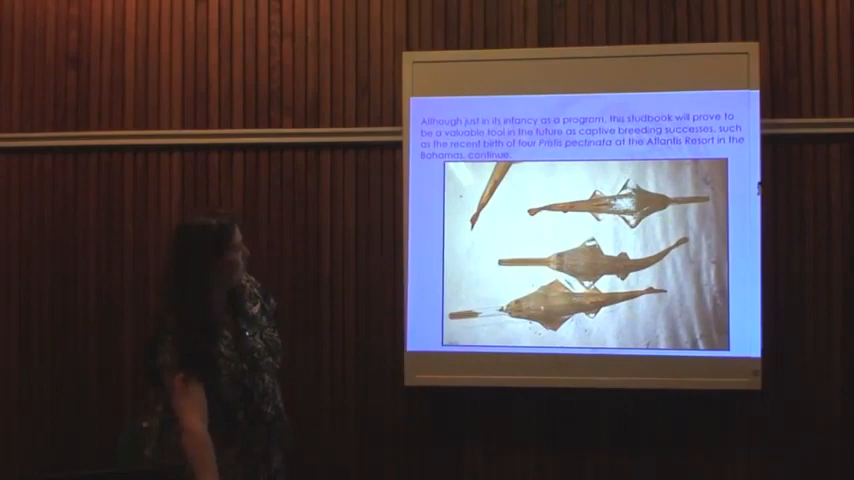 Although just in its infancy as a program, this studbook will prove to
be a valuable tool in the future as captive breeding successes, such
as the recent birth of four Pristis pectinata at the Atlantis Resort in the
Bahamas, continue.